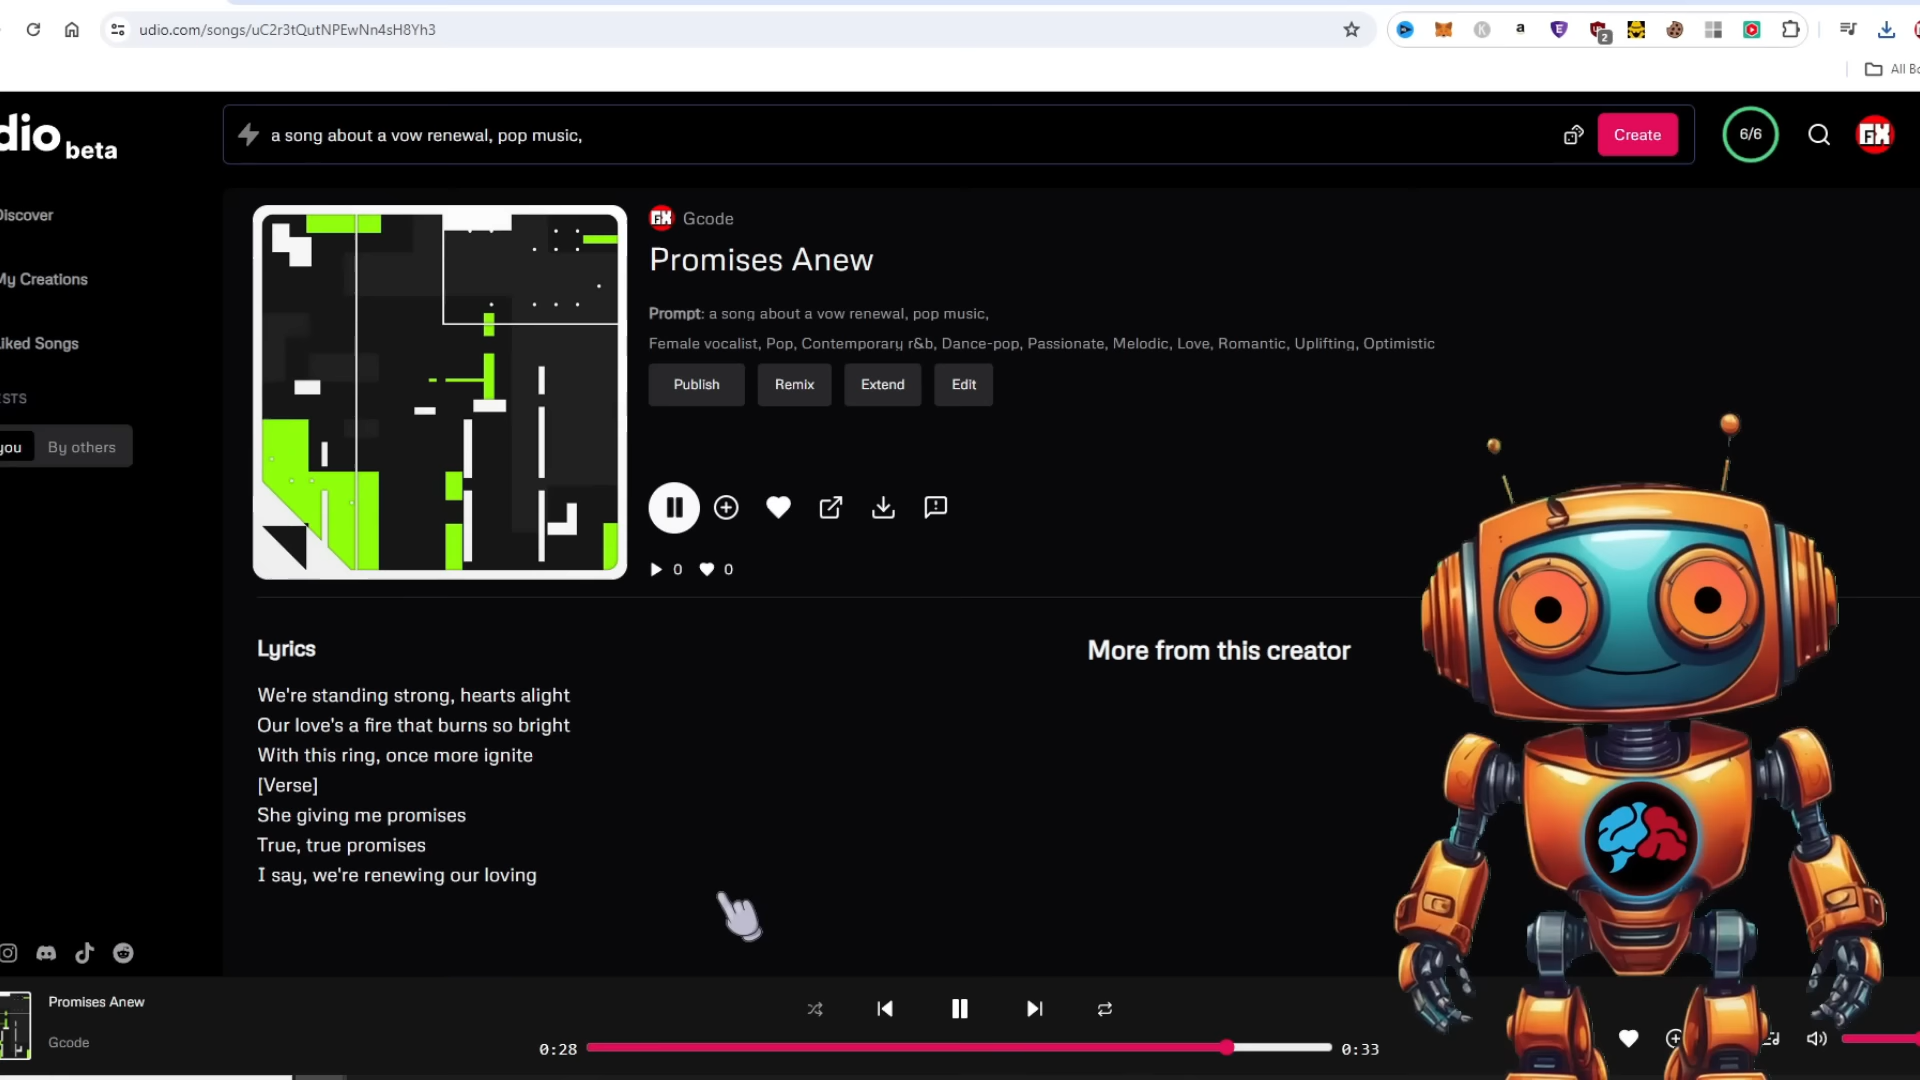 udio.com/songs/uC2r3tQutNPEwNn4sH8Yh3
a
E
2
All Bo
dio beta
a song about a vow renewal, pop music,
Create
6/6
FX
Discover
My Creations
Liked Songs
ESTS
you
By others
FX Gcode
Promises Anew
Prompt: a song about a vow renewal, pop music,
Female vocalist, Pop, Contemporary r&b, Dance-pop, Passionate, Melodic, Love, Romantic, Uplifting, Optimistic
Publish
Remix
Extend
Edit
0
0
Lyrics
We're standing strong, hearts alight
Our love's a fire that burns so bright
With this ring, once more ignite
[Verse]
She giving me promises
True, true promises
I say, we're renewing our loving
More from this creator
Promises Anew
Gcode
0:28
0:33